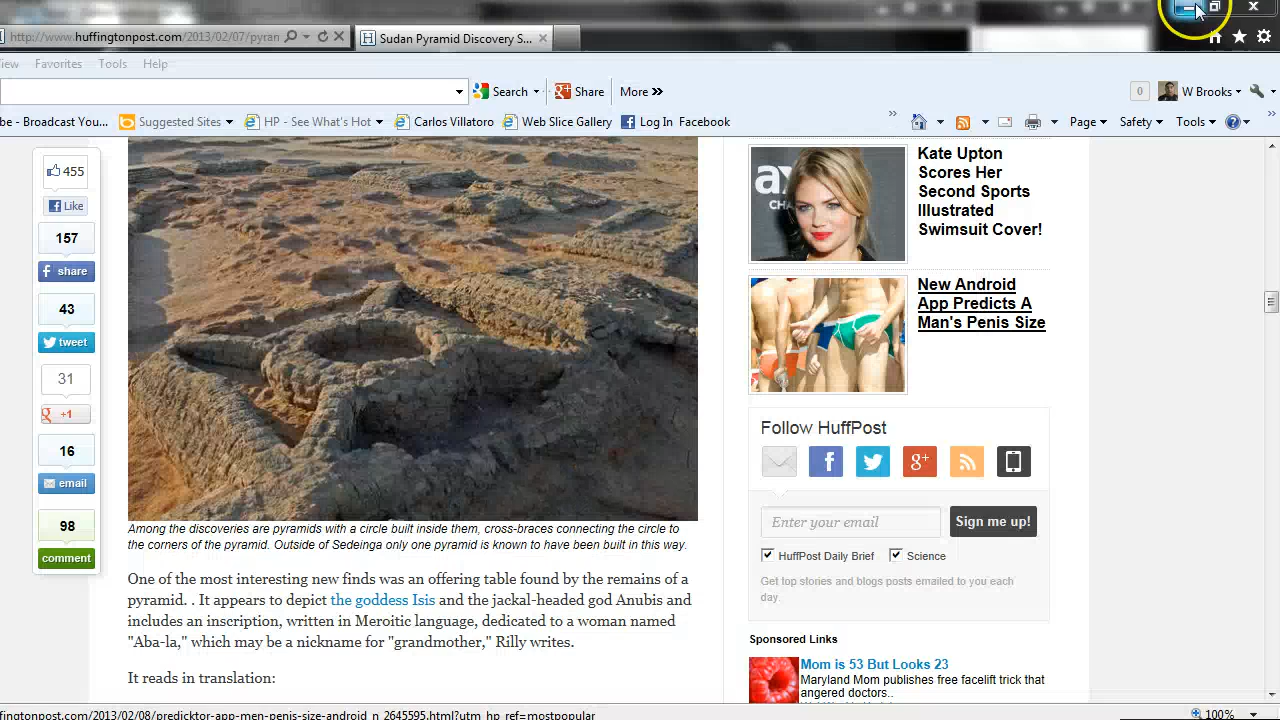 http://www.huffingtonpost.com/2013/02/07/pyran
Sudan Pyramid Discovery S...
iew Favorites Tools Help
Search Share More »
0 W Brooks
be - Broadcast You... Suggested Sites HP - See What's Hot Carlos Villatoro Web Slice Gallery Log In Facebook
Page Safety Tools
455
Like
157
share
43
tweet
31
+1
16
email
98
comment
Among the discoveries are pyramids with a circle built inside them, cross-braces connecting the circle to
the corners of the pyramid. Outside of Sedeinga only one pyramid is known to have been built in this way.
One of the most interesting new finds was an offering table found by the remains of a
pyramid. . It appears to depict the goddess Isis and the jackal-headed god Anubis and
includes an inscription, written in Meroitic language, dedicated to a woman named
"Aba-la," which may be a nickname for "grandmother," Rilly writes.
It reads in translation:
ax
CHA
Kate Upton
Scores Her
Second Sports
Illustrated
Swimsuit Cover!
New Android
App Predicts A
Man's Penis Size
Follow HuffPost
Enter your email
Sign me up!
HuffPost Daily Brief Science
Get top stories and blogs posts emailed to you each
day.
Sponsored Links
Mom is 53 But Looks 23
Maryland Mom publishes free facelift trick that
angered doctors..
ffingtonpost.com/2013/02/08/predicktor-app-men-penis-size-android_n_2645595.html?utm_hp_ref=mostpopular
100%